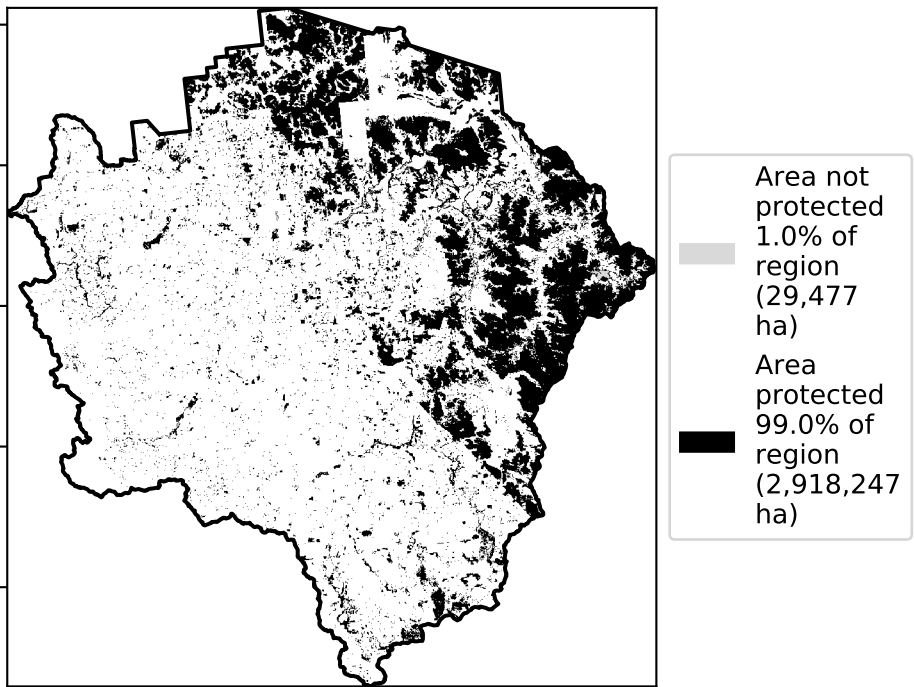 Area not
protected
1.0% of
region
(29,477
ha)
Area
protected
99.0% of
region
(2,918,247
ha)